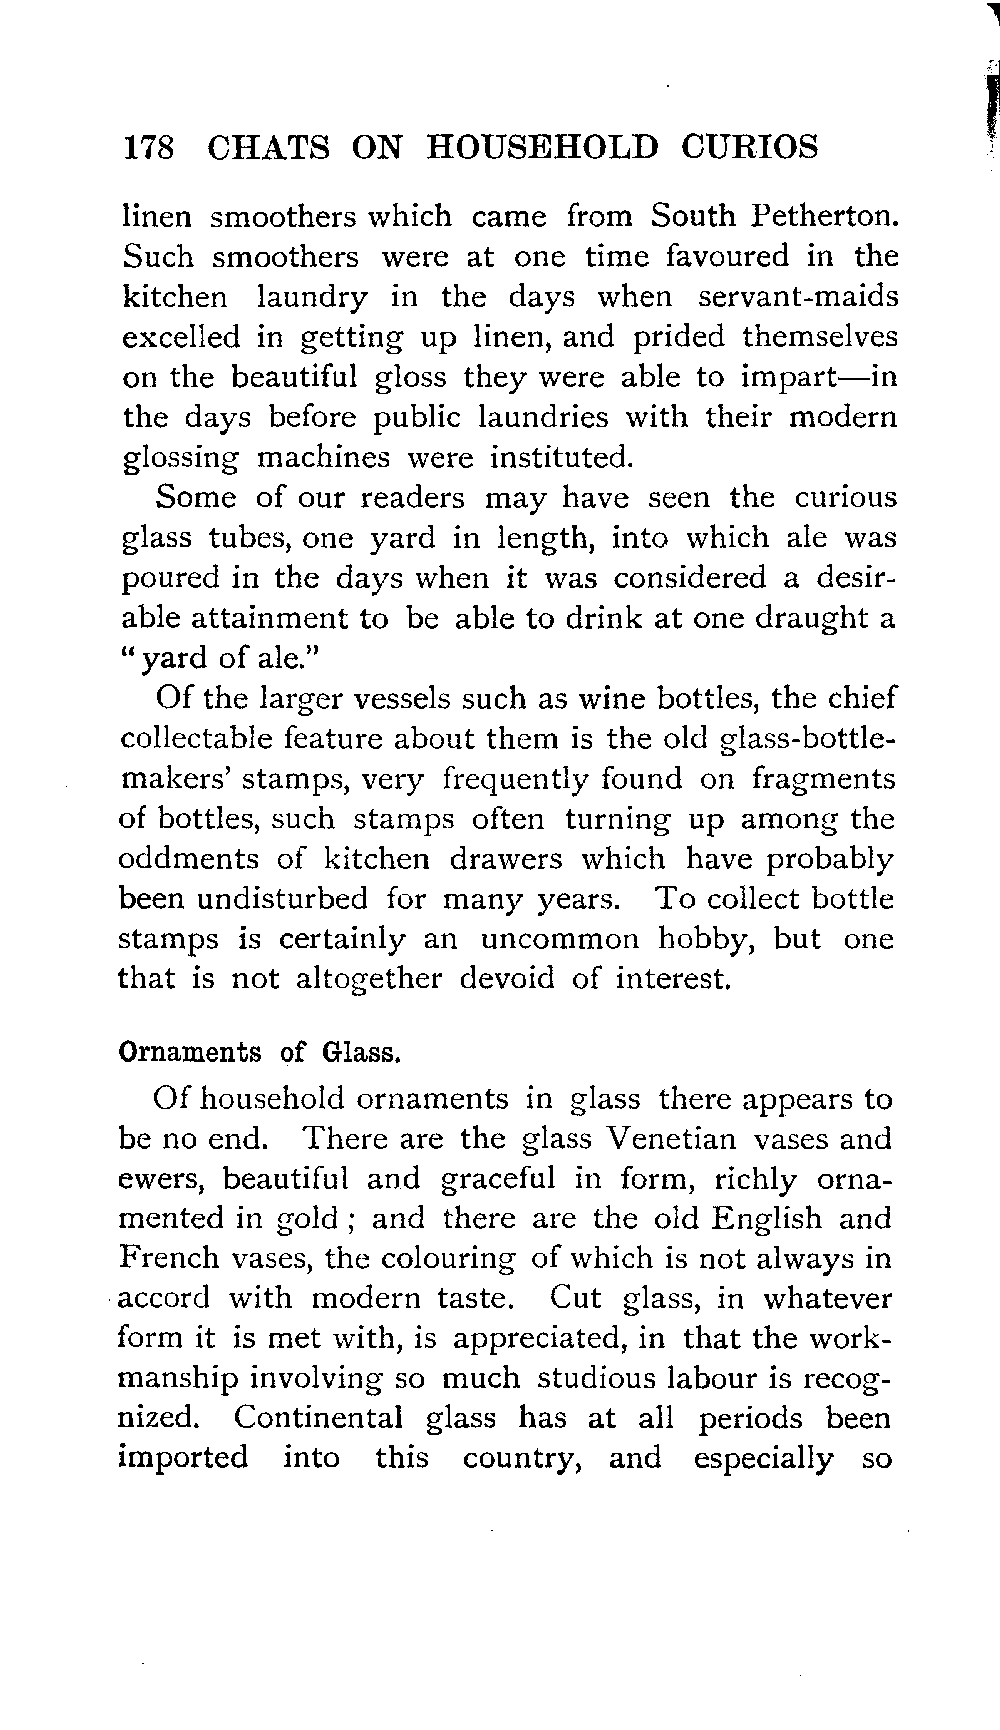 178 CHATS ON HOUSEHOLD CURIOS
linen smoothers which came from South Petherton.
Such smoothers were at one time favoured in the
kitchen laundry in the days when servant-maids
excelled in getting up linen, and prided themselves
on the beautiful gloss they were able to impart—in
the days before public laundries with their modern
glossing machines were instituted.
Some of our readers may have seen the curious
glass tubes, one yard in length, into which ale was
poured in the days when it was considered a desir-
able attainment to be able to drink at one draught a
“yard of ale.”
Of the larger vessels such as wine bottles, the chief
collectable feature about them is the old glass-bottle-
makers’ stamps, very frequently found on fragments
of bottles, such stamps often turning up among the
oddments of kitchen drawers which have probably
been undisturbed for many years. To collect bottle
stamps is certainly an uncommon hobby, but one
that is not altogether devoid of interest.
Ornaments of Glass.
Of household ornaments in glass there appears to
be no end. There are the glass Venetian vases and
ewers, beautiful and graceful in form, richly orna-
mented in gold ; and there are the old English and
French vases, the colouring of which is not always in
accord with modern taste. Cut glass, in whatever
form it is met with, is appreciated, in that the work-
manship involving so much studious labour is recog-
nized. Continental glass has at all periods been
imported into this country, and especially so